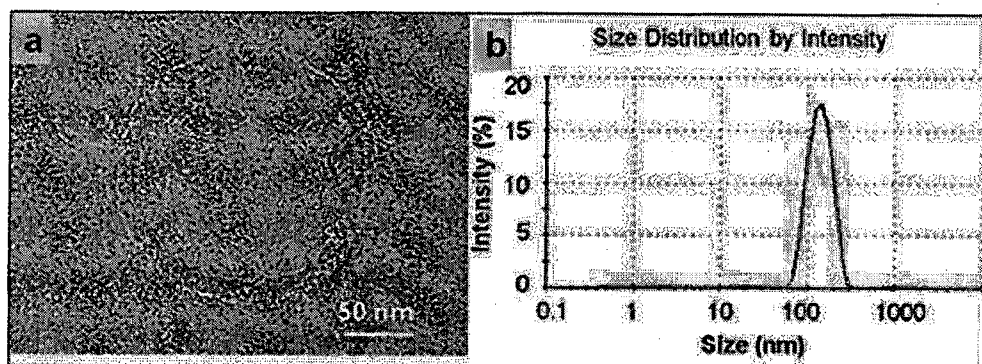 a
50 nm
b
Size Distribution by Intensity
Intensity (%)
20
15
10
5
0
0.1 1 10 100 1000
Size (nm)